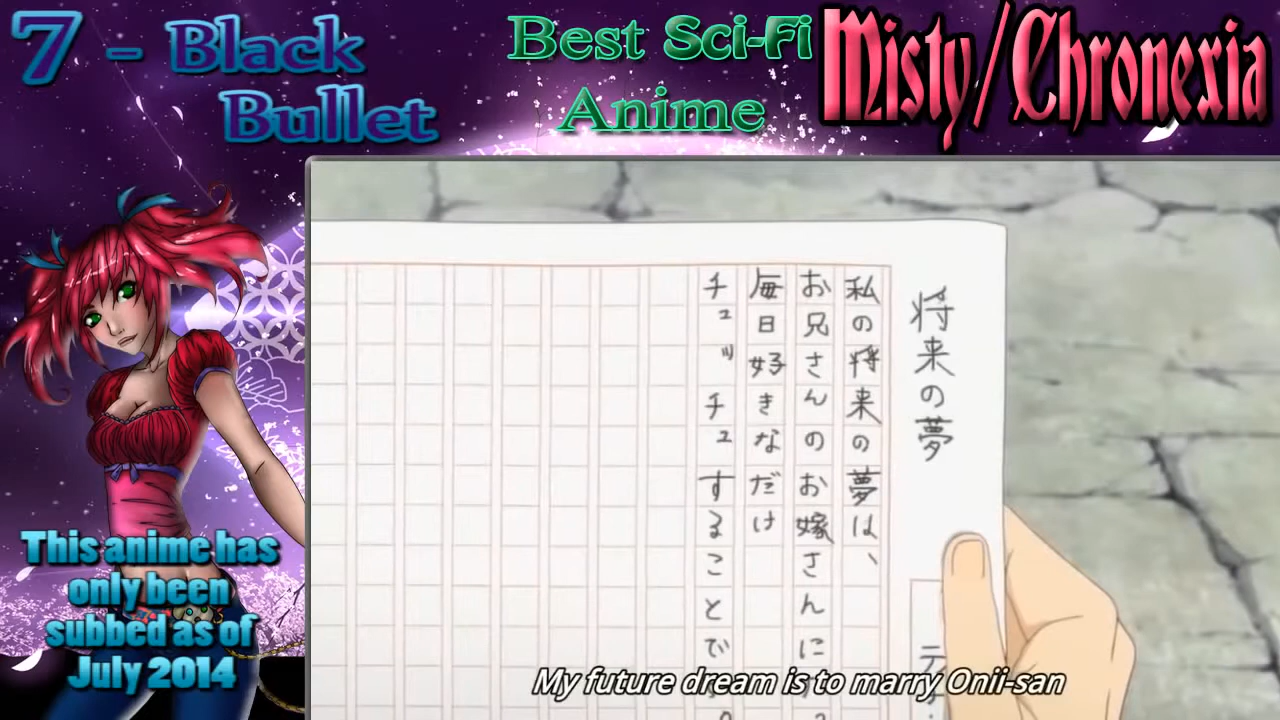 7 - Black
Bullet
Best Sci-Fi
Anime
Misty/Chronexia
将来の夢
私の将来の夢は、
お兄さんのお嫁さんに
毎日好きなだけ
チュッチュすることで
テ
This anime has
only been
subbed as of
July 2014
My future dream is to marry Onii-san